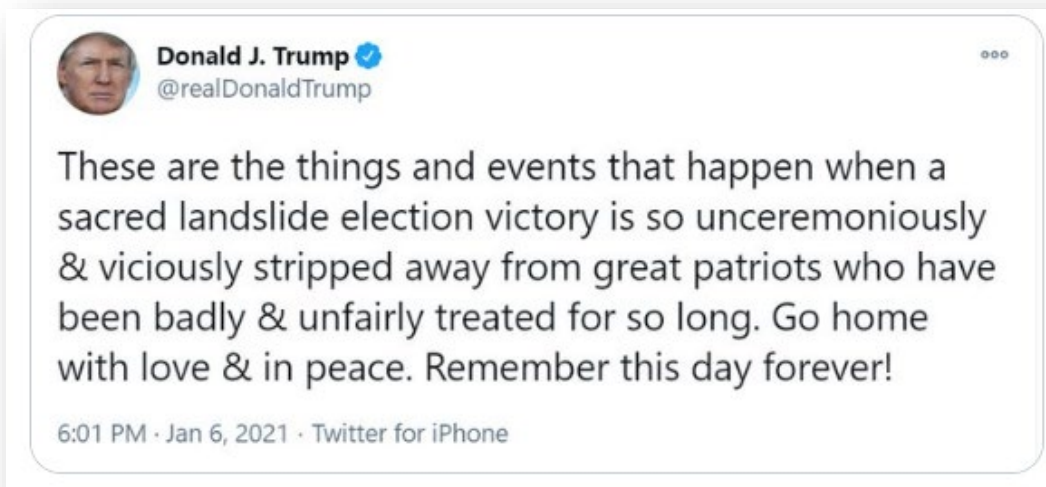 Donald J. Trump
@realDonaldTrump
These are the things and events that happen when a
sacred landslide election victory is so unceremoniously
& viciously stripped away from great patriots who have
been badly & unfairly treated for so long. Go home
with love & in peace. Remember this day forever!
6:01 PM · Jan 6, 2021 · Twitter for iPhone